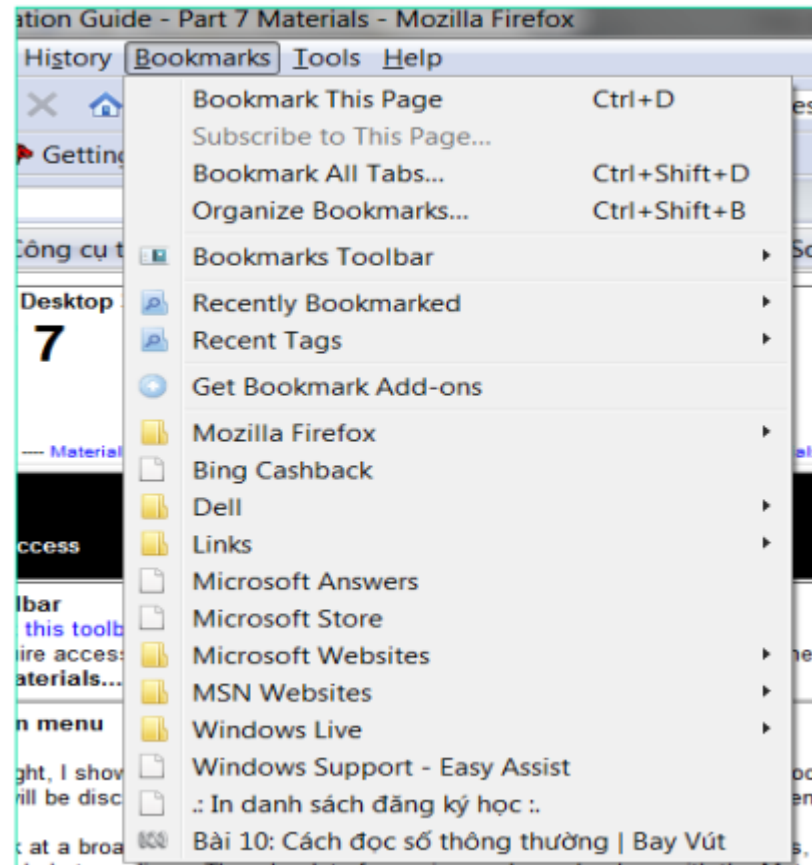 ation Guide - Part 7 Materials - Mozilla Firefox
History Bookmarks Tools Help
Bookmark This Page Ctrl+D
Subscribe to This Page...
Getting
Bookmark All Tabs... Ctrl+Shift+D
Organize Bookmarks... Ctrl+Shift+B
Công cụ t
Bookmarks Toolbar
Desktop
Recently Bookmarked
7
Recent Tags
Get Bookmark Add-ons
Mozilla Firefox
---- Material
Bing Cashback
Dell
ccess
Links
Microsoft Answers
lbar
this toolb
Microsoft Store
ire access
Microsoft Websites
aterials...
MSN Websites
n menu
Windows Live
ght, I show
Windows Support - Easy Assist
ill be disc
.: In danh sách đăng ký học :.
at a broa
Bài 10: Cách đọc số thông thường | Bay Vút